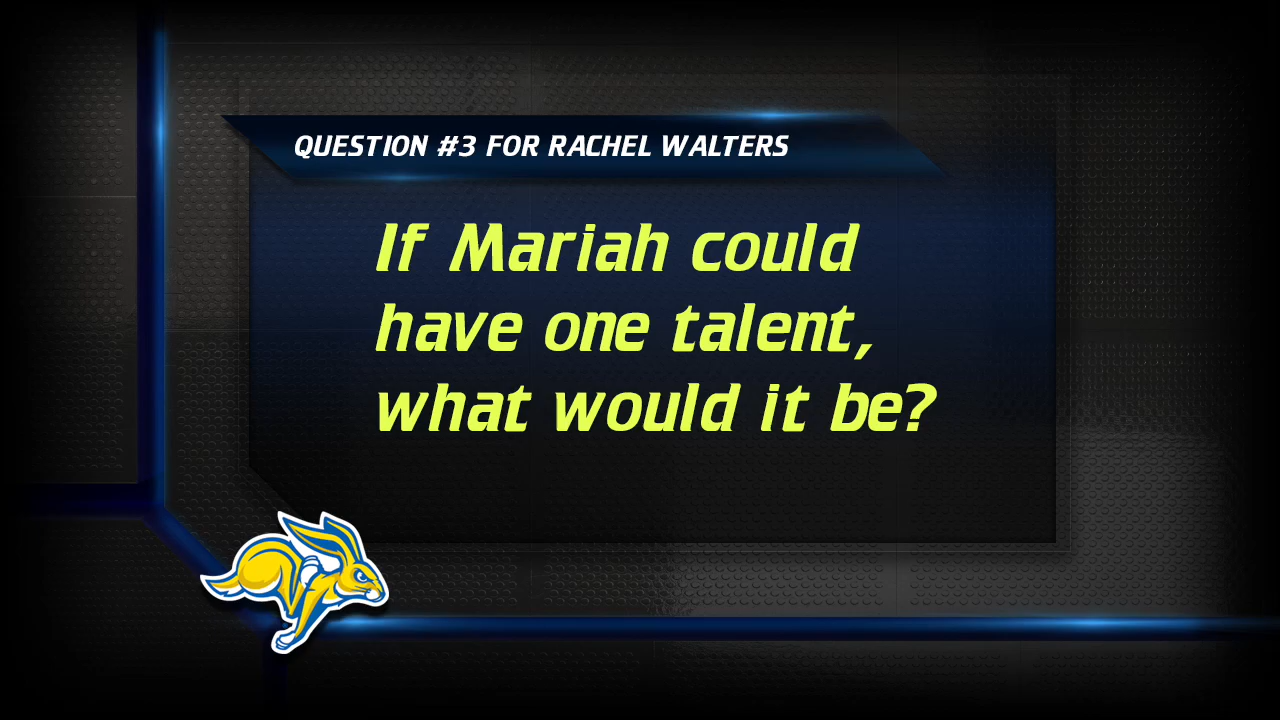 QUESTION #3 FOR RACHEL WALTERS
If Mariah could
have one talent,
what would it be?